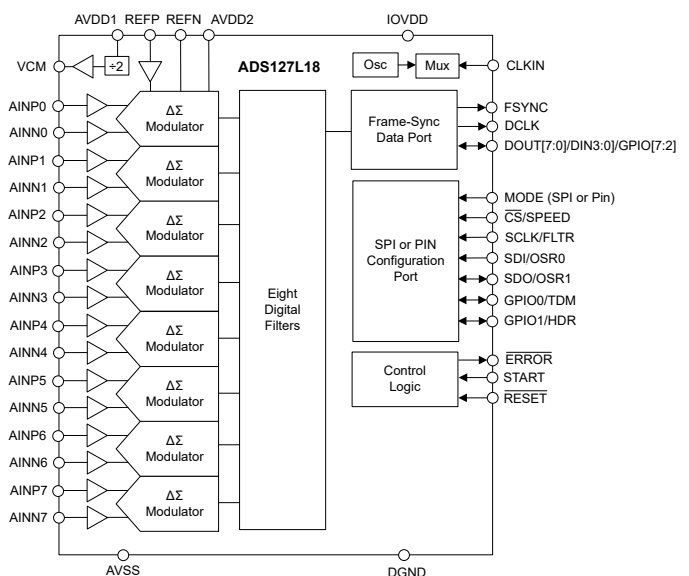 AVDD1 REFP REFN AVDD2 IOVDD
VCM
÷2
ADS127L18
Osc
Mux
CLKIN
AINP0
AINN0
AINP1
AINN1
AINP2
AINN2
AINP3
AINN3
AINP4
AINN4
AINP5
AINN5
AINP6
AINN6
AINP7
AINN7
ΔΣ
Modulator
ΔΣ
Modulator
ΔΣ
Modulator
ΔΣ
Modulator
ΔΣ
Modulator
ΔΣ
Modulator
ΔΣ
Modulator
ΔΣ
Modulator
Eight
Digital
Filters
Frame-Sync
Data Port
FSYNC
DCLK
DOUT[7:0]/DIN3:0]/GPIO[7:2]
SPI or PIN
Configuration
Port
MODE (SPI or Pin)
C̅S̅/SPEED
SCLK/FLTR
SDI/OSR0
SDO/OSR1
GPIO0/TDM
GPIO1/HDR
Control
Logic
E̅R̅R̅O̅R̅
START
R̅E̅S̅E̅T̅
AVSS
DGND